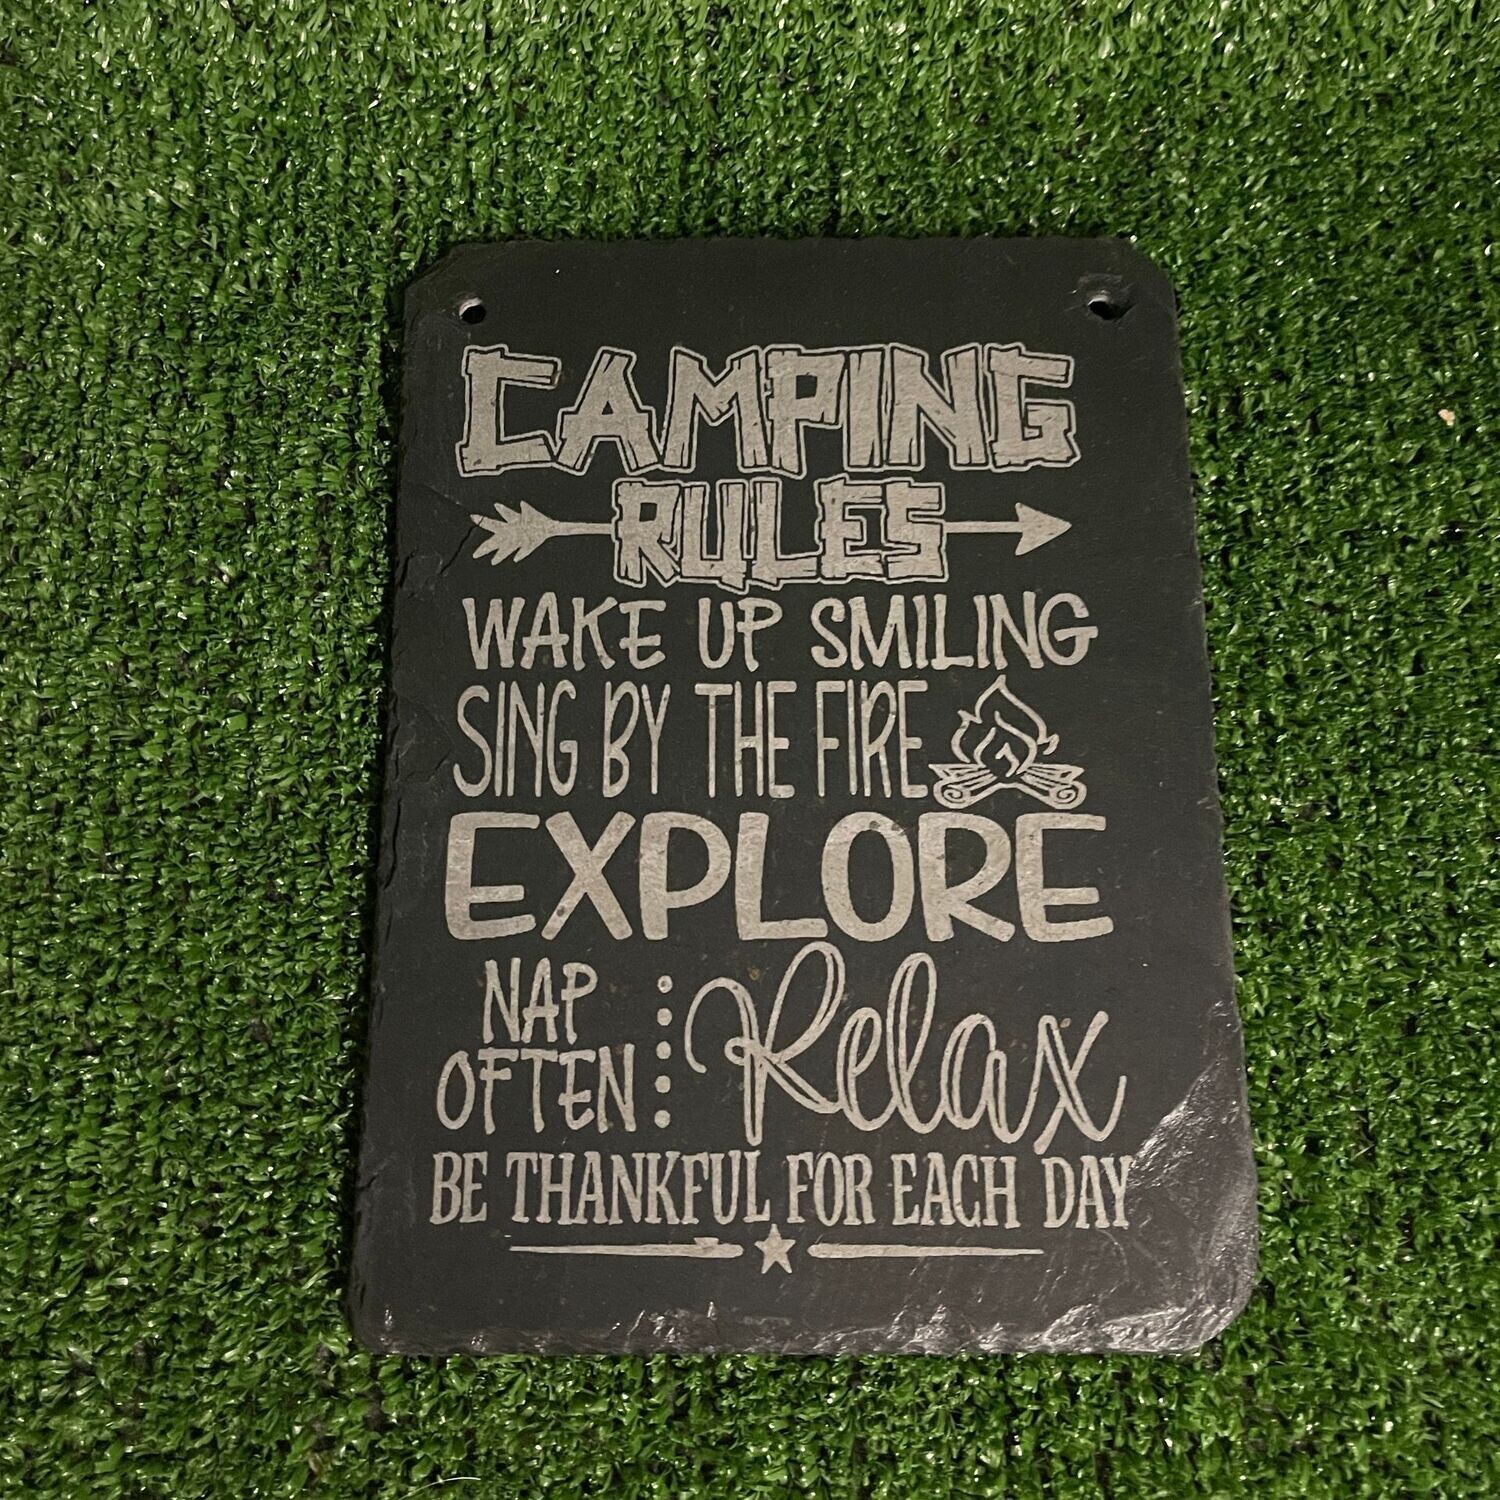 CAMPING
RULES
WAKE UP SMILING
SING BY THE FIRE
EXPLORE
NAP
OFTEN
Relax
BE THANKFUL FOR EACH DAY